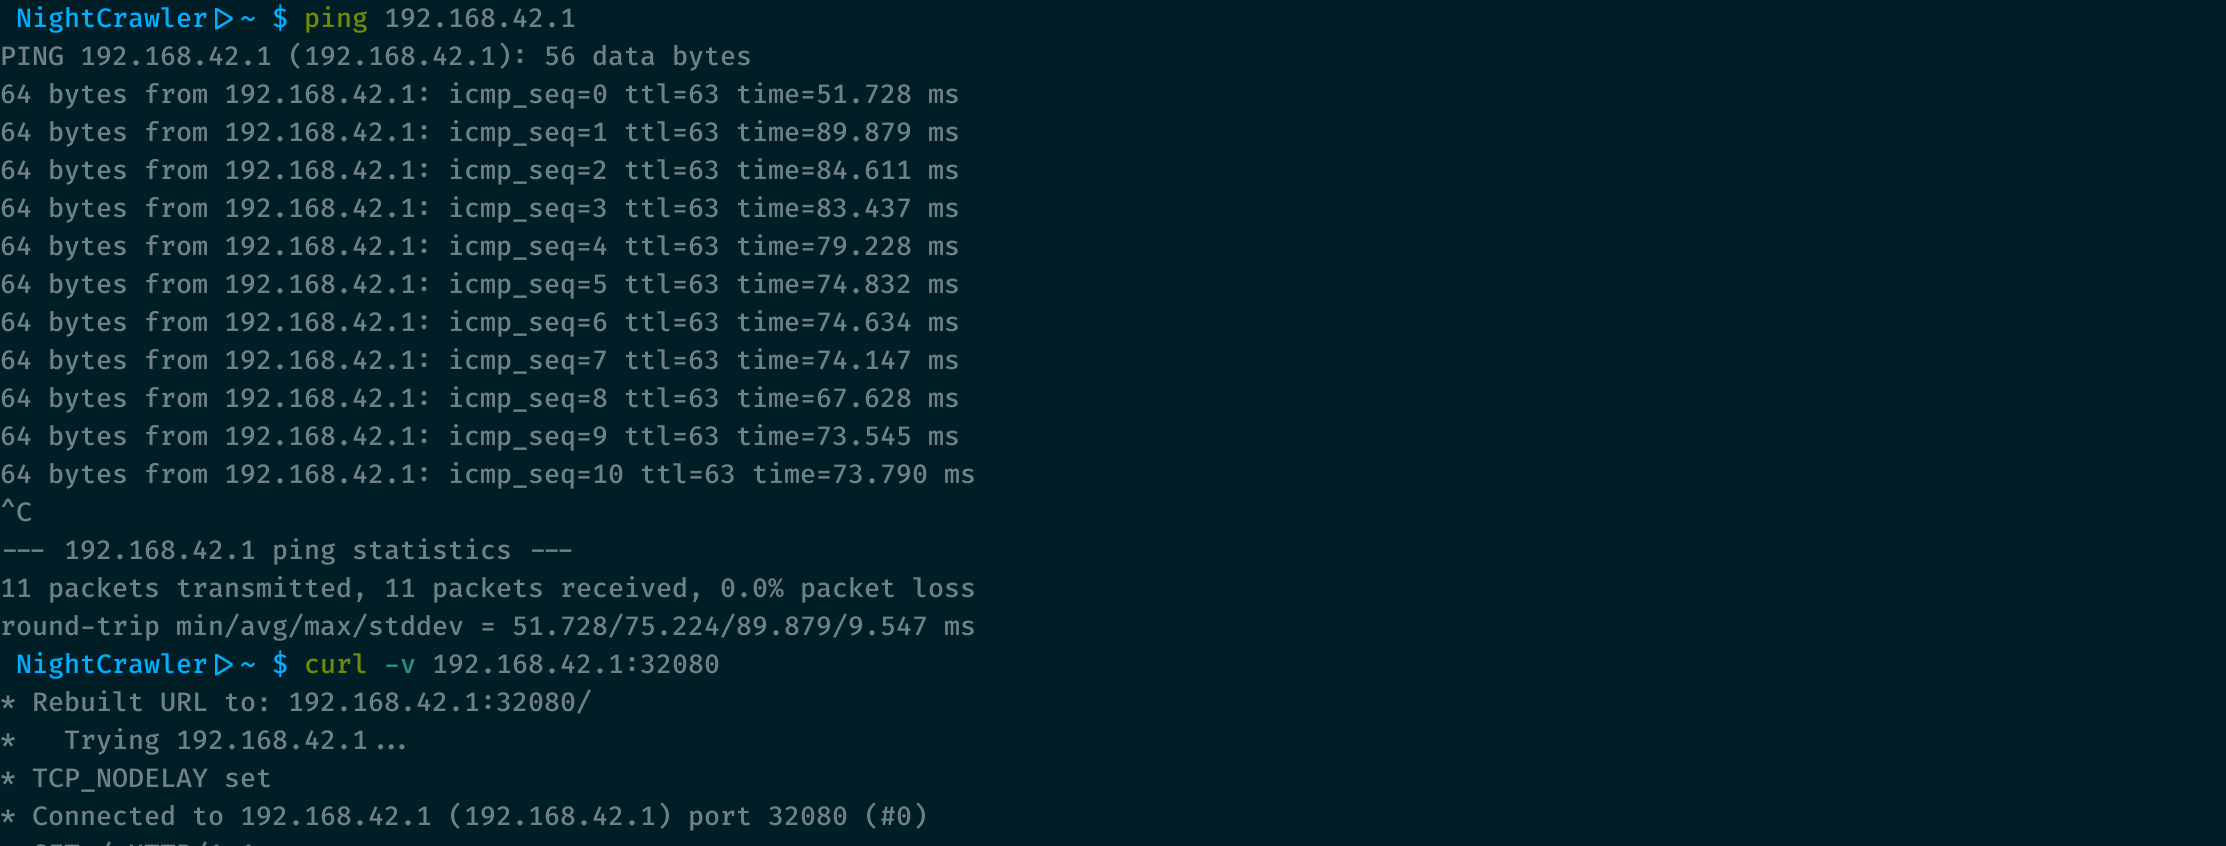 NightCrawler▷~ $ ping 192.168.42.1
PING 192.168.42.1 (192.168.42.1): 56 data bytes
64 bytes from 192.168.42.1: icmp_seq=0 ttl=63 time=51.728 ms
64 bytes from 192.168.42.1: icmp_seq=1 ttl=63 time=89.879 ms
64 bytes from 192.168.42.1: icmp_seq=2 ttl=63 time=84.611 ms
64 bytes from 192.168.42.1: icmp_seq=3 ttl=63 time=83.437 ms
64 bytes from 192.168.42.1: icmp_seq=4 ttl=63 time=79.228 ms
64 bytes from 192.168.42.1: icmp_seq=5 ttl=63 time=74.832 ms
64 bytes from 192.168.42.1: icmp_seq=6 ttl=63 time=74.634 ms
64 bytes from 192.168.42.1: icmp_seq=7 ttl=63 time=74.147 ms
64 bytes from 192.168.42.1: icmp_seq=8 ttl=63 time=67.628 ms
64 bytes from 192.168.42.1: icmp_seq=9 ttl=63 time=73.545 ms
64 bytes from 192.168.42.1: icmp_seq=10 ttl=63 time=73.790 ms
^C
--- 192.168.42.1 ping statistics ---
11 packets transmitted, 11 packets received, 0.0% packet loss
round-trip min/avg/max/stddev = 51.728/75.224/89.879/9.547 ms
NightCrawler▷~ $ curl -v 192.168.42.1:32080
* Rebuilt URL to: 192.168.42.1:32080/
*   Trying 192.168.42.1...
* TCP_NODELAY set
* Connected to 192.168.42.1 (192.168.42.1) port 32080 (#0)